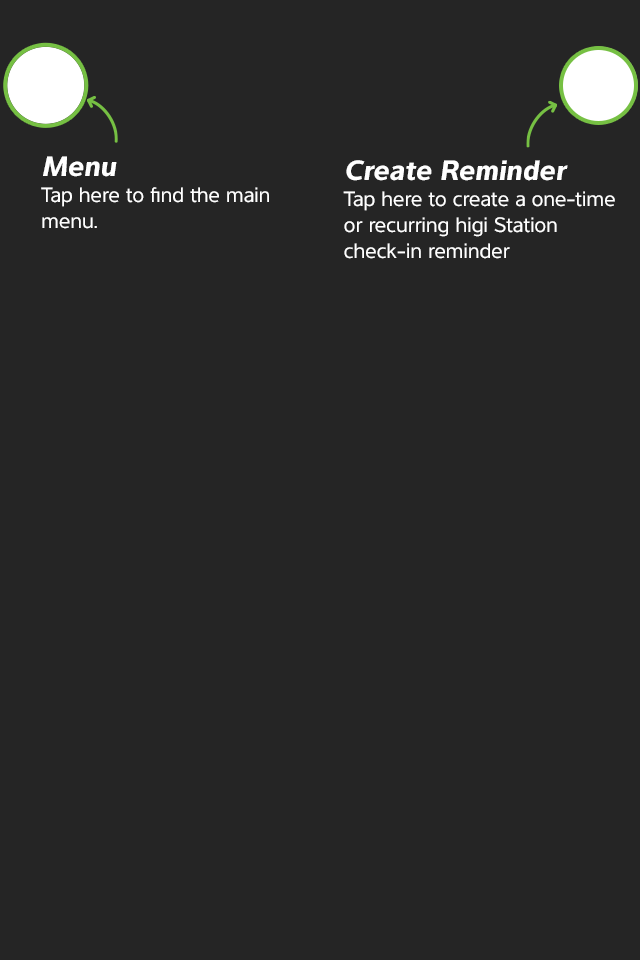 Menu
Tap here to find the main
menu.
Create Reminder
Tap here to create a one-time
or recurring higi Station
check-in reminder